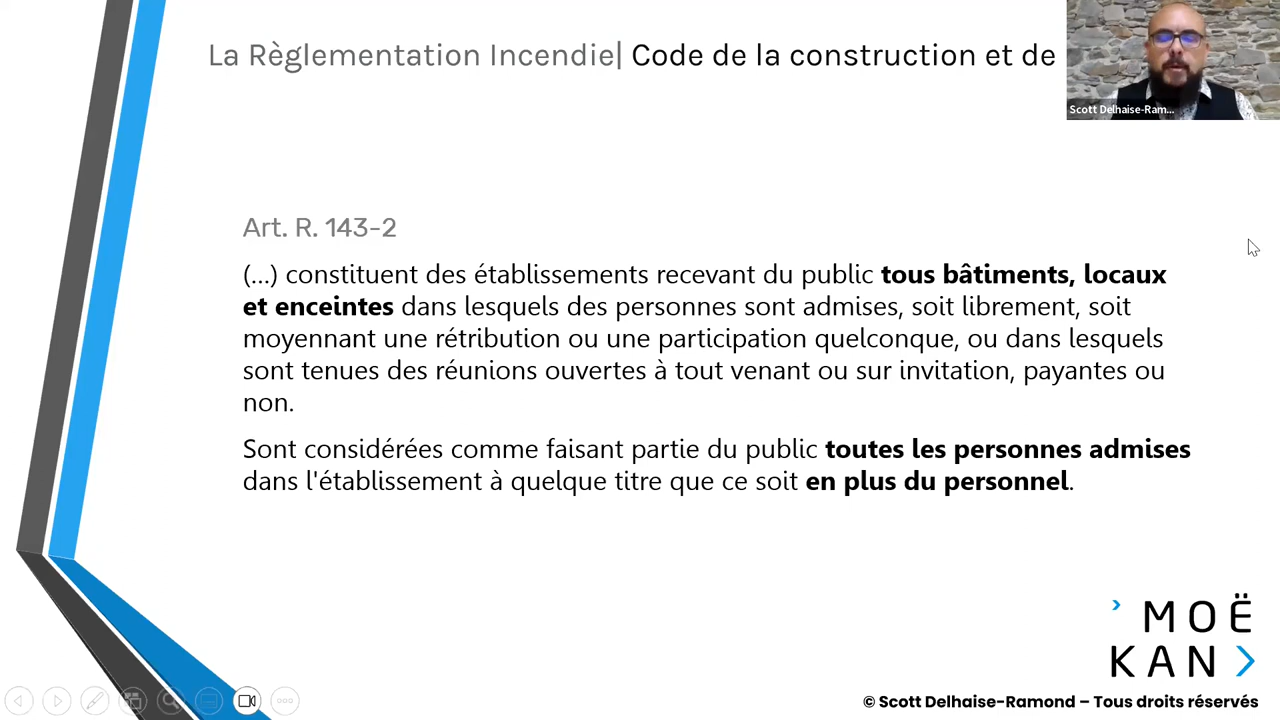 La Règlementation Incendie| Code de la construction et de
Scott Delhaise-Ram...
Art. R. 143-2
(...) constituent des établissements recevant du public tous bâtiments, locaux
et enceintes dans lesquels des personnes sont admises, soit librement, soit
moyennant une rétribution ou une participation quelconque, ou dans lesquels
sont tenues des réunions ouvertes à tout venant ou sur invitation, payantes ou
non.
Sont considérées comme faisant partie du public toutes les personnes admises
dans l'établissement à quelque titre que ce soit en plus du personnel.
MOË
KAN
© Scott Delhaise-Ramond – Tous droits réservés